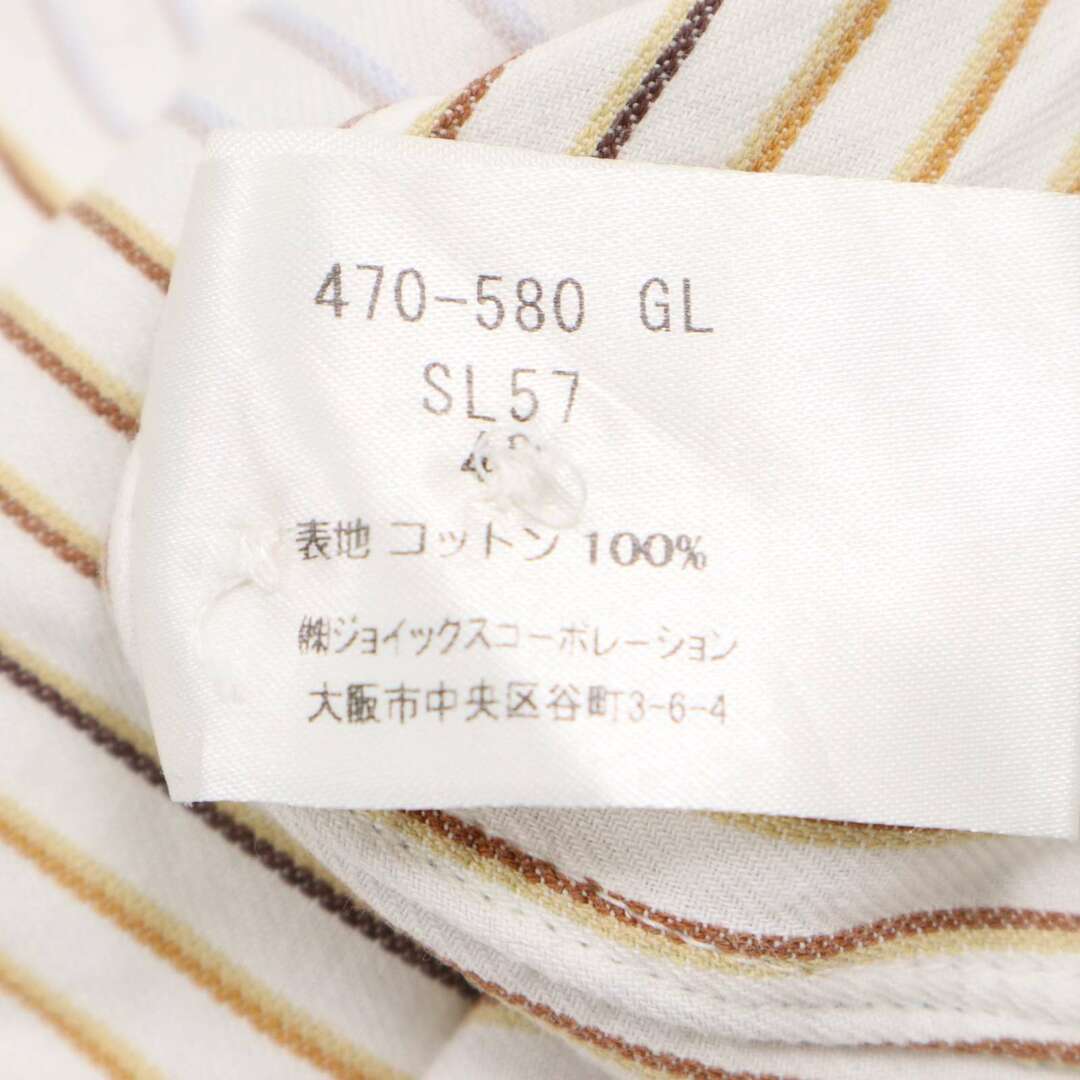 470-580 GL
SL57
表地 コットン 100%
㈱ジョイックスコーポレーション
大阪市中央区谷町3-6-4